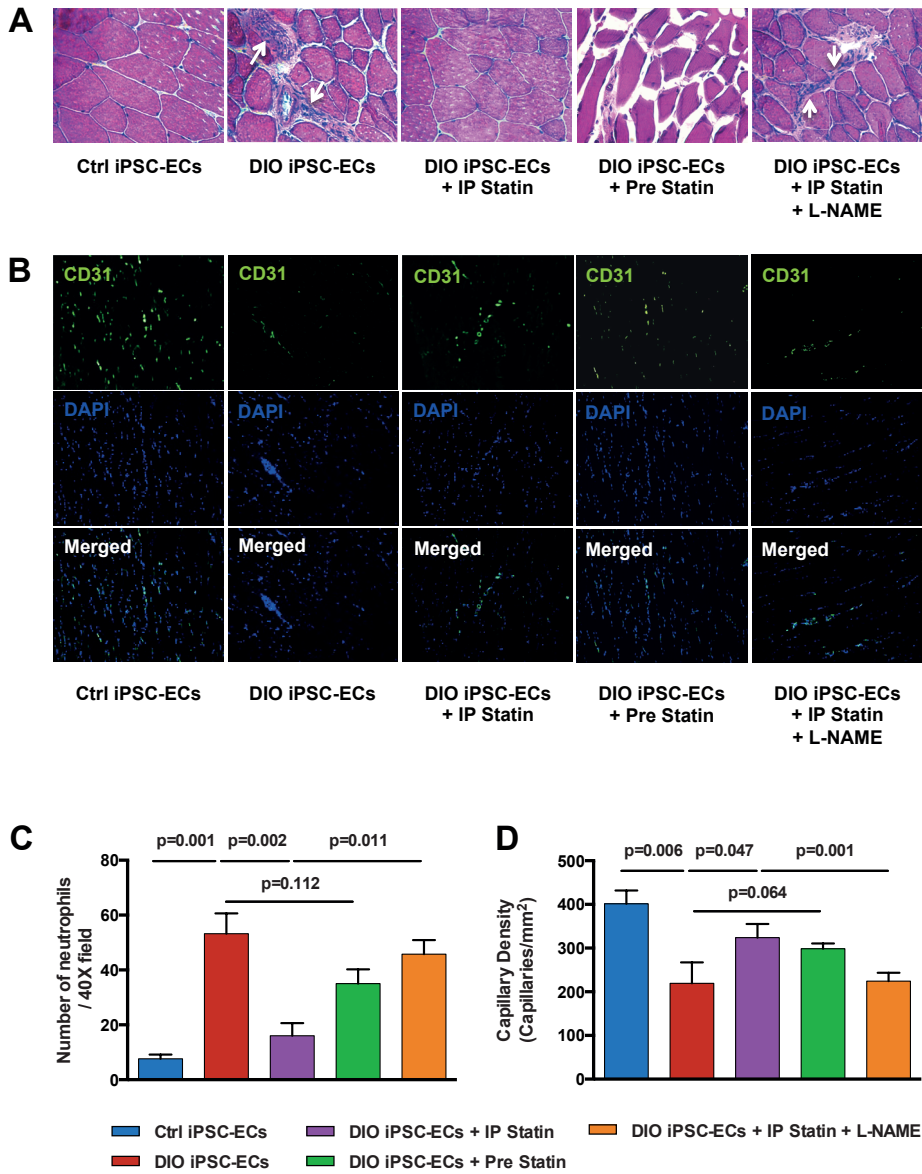 A
Ctrl iPSC-ECs
DIO iPSC-ECs
DIO iPSC-ECs
+ IP Statin
DIO iPSC-ECs
+ Pre Statin
DIO iPSC-ECs
+ IP Statin
+ L-NAME
B
CD31
CD31
CD31
CD31
CD31
DAPI
DAPI
DAPI
DAPI
DAPI
Merged
Merged
Merged
Merged
Merged
Ctrl iPSC-ECs
DIO iPSC-ECs
DIO iPSC-ECs
+ IP Statin
DIO iPSC-ECs
+ Pre Statin
DIO iPSC-ECs
+ IP Statin
+ L-NAME
C
p=0.001
p=0.002
p=0.011
p=0.112
Number of neutrophils
/ 40X field
80
60
40
20
0
D
p=0.006
p=0.047
p=0.001
p=0.064
Capillary Density
(Capillaries/mm²)
500
400
300
200
100
0
Ctrl iPSC-ECs
DIO iPSC-ECs
DIO iPSC-ECs + IP Statin
DIO iPSC-ECs + Pre Statin
DIO iPSC-ECs + IP Statin + L-NAME